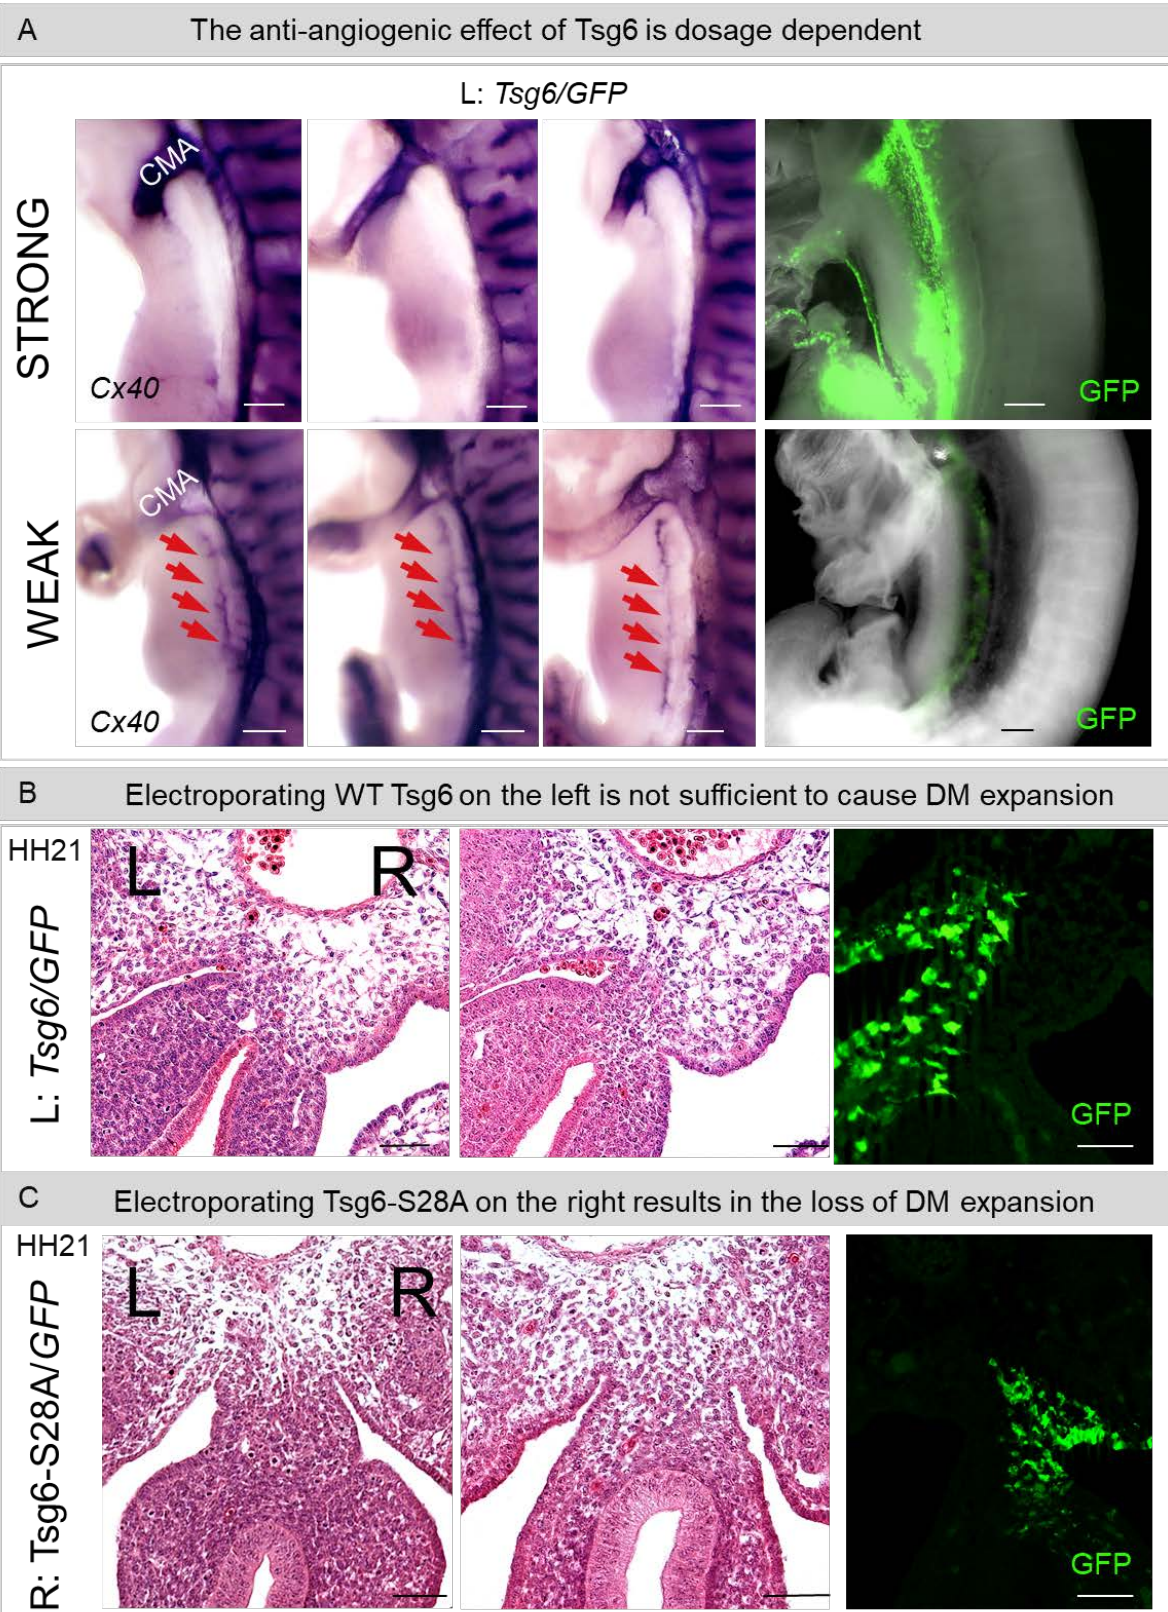 A
The anti-angiogenic effect of Tsg6 is dosage dependent
L: Tsg6/GFP
STRONG
CMA
Cx40
GFP
WEAK
CMA
Cx40
GFP
B
Electroporating WT Tsg6 on the left is not sufficient to cause DM expansion
HH21
L: Tsg6/GFP
L
R
GFP
C
Electroporating Tsg6-S28A on the right results in the loss of DM expansion
HH21
R: Tsg6-S28A/GFP
L
R
GFP